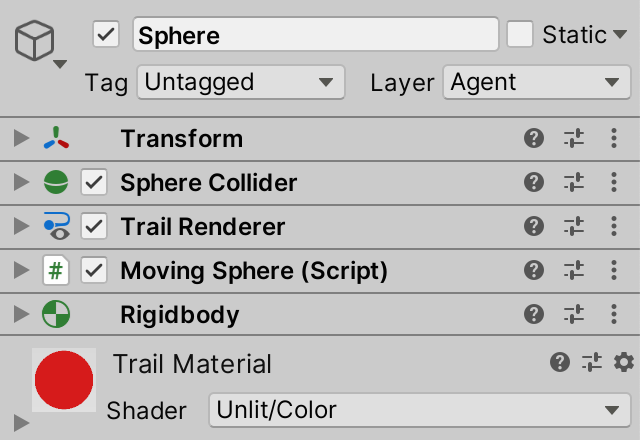 Sphere Static
Tag Untagged Layer Agent
Transform
Sphere Collider
Trail Renderer
# Moving Sphere (Script)
Rigidbody
Trail Material
Shader Unlit/Color